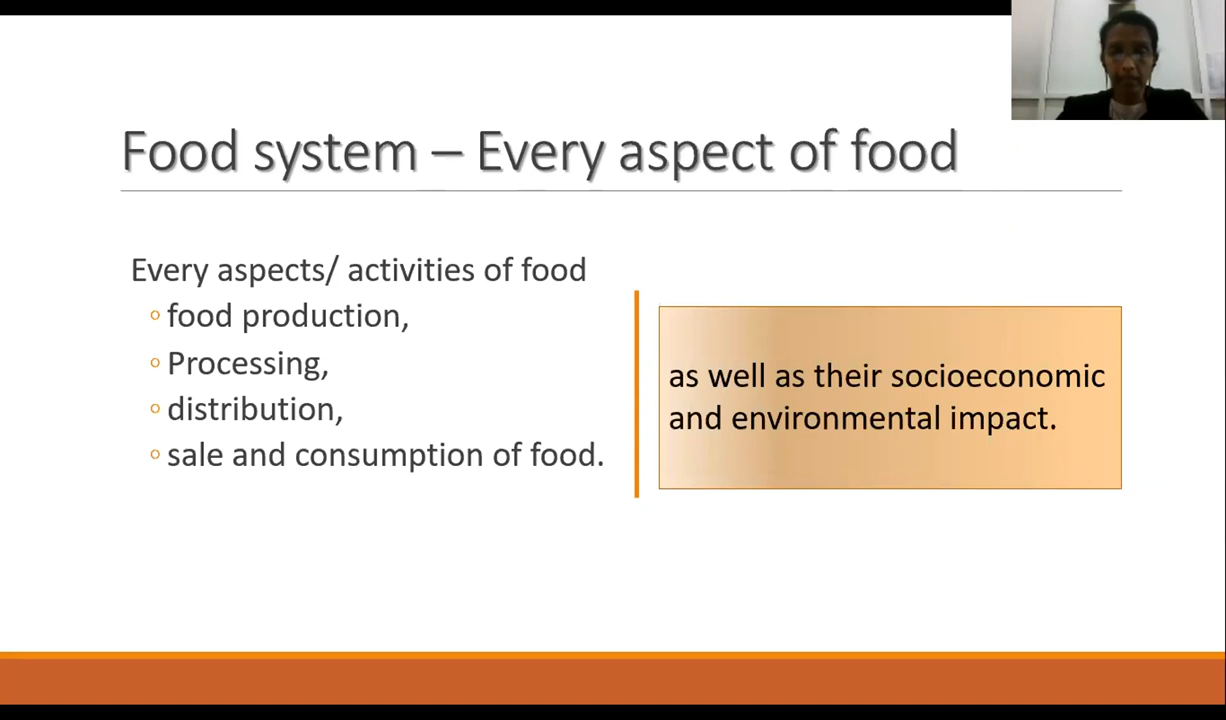 Food system – Every aspect of food
Every aspects/ activities of food
food production,
Processing,
distribution,
sale and consumption of food.
as well as their socioeconomic
and environmental impact.